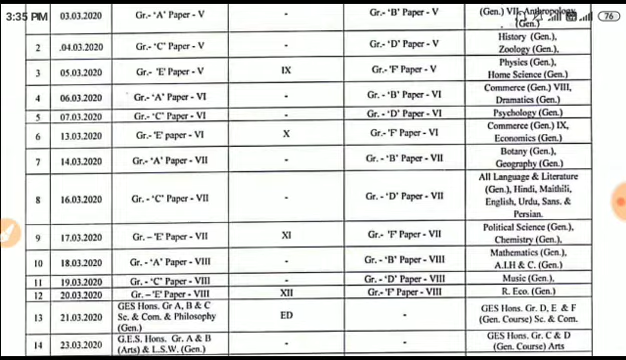 3:35 PM 76
03.03.2020 Gr.- 'A' Paper - V - Gr.- 'B' Paper - V (Gen.) VII, Anthropology
(Gen.)
2 .04.03.2020 Gr.- 'C' Paper - V - Gr.- 'D' Paper - V History (Gen.),
Zoology (Gen.),
3 05.03.2020 Gr.- 'E' Paper - V IX Gr.- 'F' Paper - V Physics (Gen.),
Home Science (Gen.)
4 06.03.2020 Gr.- 'A' Paper - VI - Gr. - 'B' Paper - VI Commerce (Gen.) VIII,
Dramatics (Gen.)
5 07.03.2020 Gr.- 'C' Paper - VI - Gr. - 'D' Paper - VI Psychology (Gen.)
6 13.03.2020 Gr.- 'E' paper - VI X Gr.- 'F' Paper - VI Commerce (Gen.) IX,
Economics (Gen.)
7 14.03.2020 Gr.- 'A' Paper - VII - Gr. - 'B' Paper - VII Botany (Gen.),
Geography (Gen.)
8 16.03.2020 Gr. - 'C' Paper - VII - Gr. - 'D' Paper - VII All Language & Literature
(Gen.), Hindi, Maithili,
English, Urdu, Sans. &
Persian.
9 17.03.2020 Gr. – 'E' Paper - VII XI Gr.- 'F' Paper - VII Political Science (Gen.),
Chemistry (Gen.),
10 18.03.2020 Gr. - 'A' Paper - VIII - Gr. - 'B' Paper - VIII Mathematics (Gen.),
A.I.H & C. (Gen.)
11 19.03.2020 Gr. - 'C' Paper - VIII - Gr. - 'D' Paper - VIII Music (Gen.),
12 20.03.2020 Gr. – 'E' Paper - VIII XII Gr.- 'F' Paper - VIII R. Eco. (Gen.)
13 21.03.2020 GES Hons. Gr A, B & C ED - GES Hons. Gr. D, E & F
Sc. & Com. & Philosophy (Gen. Course) Sc. & Com.
(Gen.)
14 23.03.2020 G.E.S. Hons. Gr. A & B - GES Hons. Gr. C & D
(Arts) & L.S.W. (Gen.) (Gen. Course) Arts